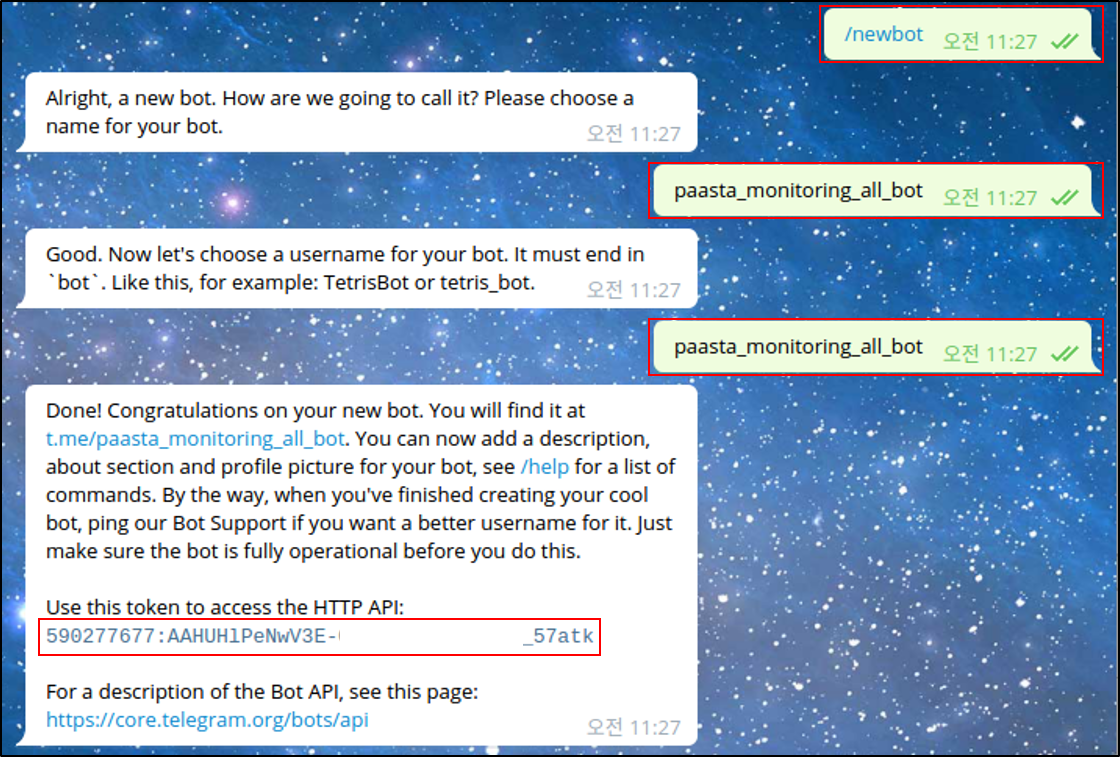 /newbot 오전 11:27
Alright, a new bot. How are we going to call it? Please choose a
name for your bot.
오전 11:27
paasta_monitoring_all_bot 오전 11:27
Good. Now let's choose a username for your bot. It must end in
`bot`. Like this, for example: TetrisBot or tetris_bot.
오전 11:27
paasta_monitoring_all_bot 오전 11:27
Done! Congratulations on your new bot. You will find it at
t.me/paasta_monitoring_all_bot. You can now add a description,
about section and profile picture for your bot, see /help for a list of
commands. By the way, when you've finished creating your cool
bot, ping our Bot Support if you want a better username for it. Just
make sure the bot is fully operational before you do this.
Use this token to access the HTTP API:
590277677:AAHUHlPeNwV3E- _57atk
For a description of the Bot API, see this page:
https://core.telegram.org/bots/api
오전 11:27